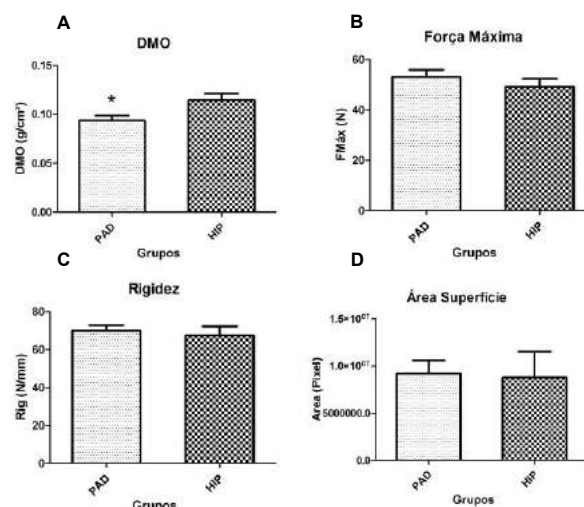 A
DMO
DMO (g/cm²)
0.15
0.10
0.05
0.00
*
PAD
HIP
Grupos
B
Força Máxima
FMáx (N)
60
40
20
0
PAD
HIP
Grupos
C
Rigidez
Rig (N/mm)
80
60
40
20
0
PAD
HIP
Grupos
D
Área Superfície
Area (Pixel)
1.5×10⁰⁷
1.0×10⁰⁷
5000000.0
0.0
PAD
HIP
Grupos